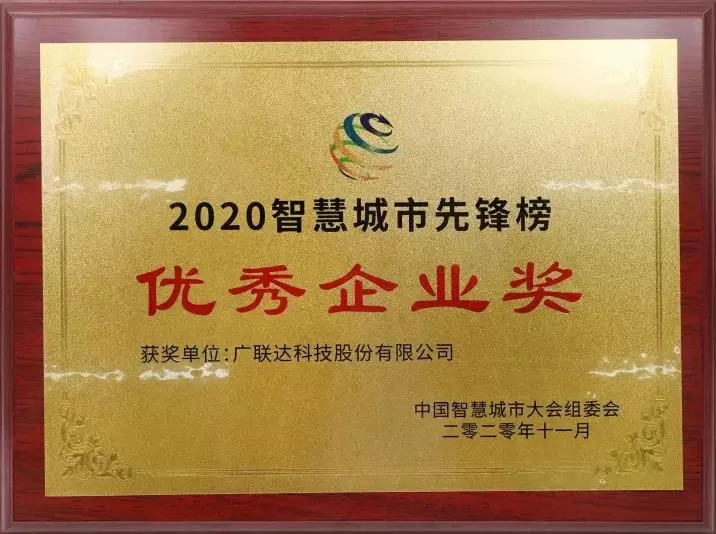 2020智慧城市先锋榜
优秀企业奖
获奖单位:广联达科技股份有限公司
中国智慧城市大会组委会
二零二零年十一月